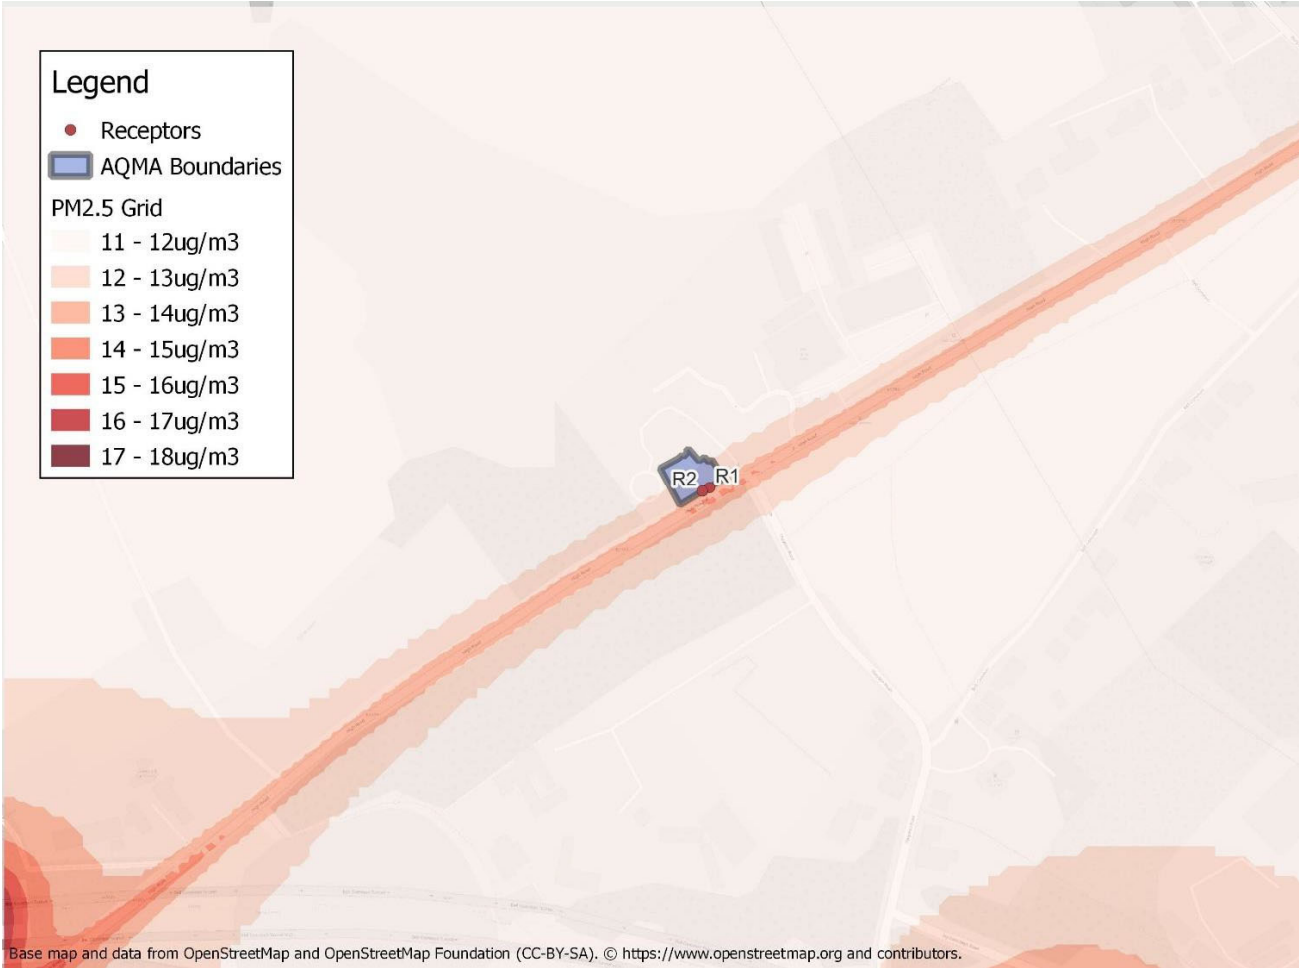 Legend
Receptors
AQMA Boundaries
PM2.5 Grid
11 - 12ug/m3
12 - 13ug/m3
13 - 14ug/m3
14 - 15ug/m3
15 - 16ug/m3
16 - 17ug/m3
17 - 18ug/m3
R2
R1
Base map and data from OpenStreetMap and OpenStreetMap Foundation (CC-BY-SA). © https://www.openstreetmap.org and contributors.